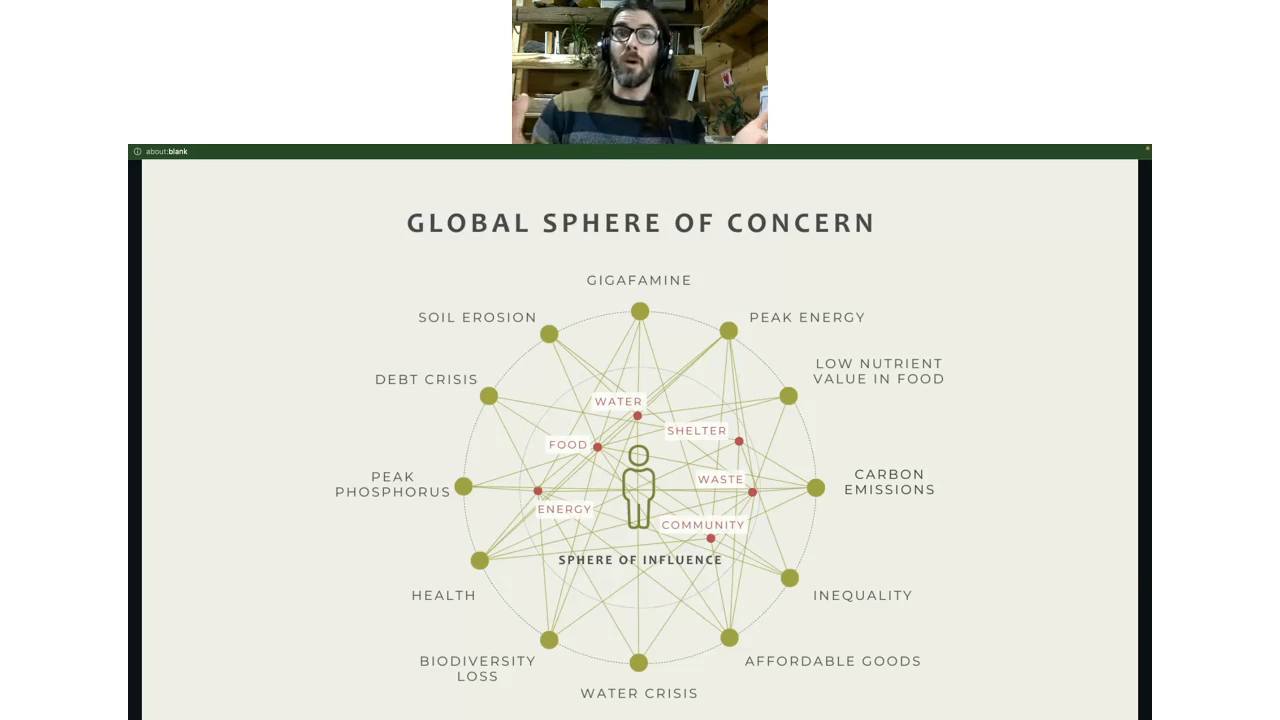 about:blank
GLOBAL SPHERE OF CONCERN
GIGAFAMINE
SOIL EROSION
PEAK ENERGY
LOW NUTRIENT
VALUE IN FOOD
DEBT CRISIS
WATER
SHELTER
FOOD
PEAK
PHOSPHORUS
WASTE
CARBON
EMISSIONS
ENERGY
COMMUNITY
SPHERE OF INFLUENCE
HEALTH
INEQUALITY
BIODIVERSITY
LOSS
AFFORDABLE GOODS
WATER CRISIS